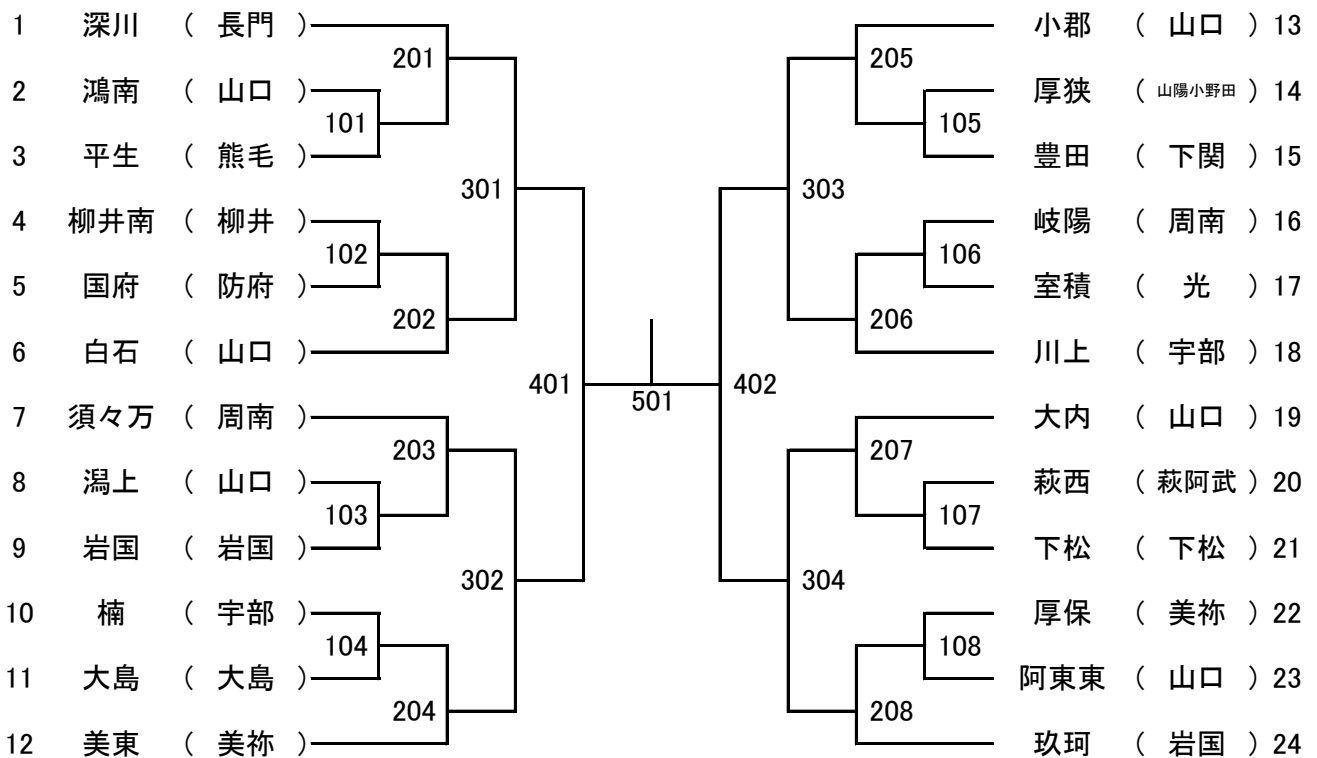 1 深川 ( 長門 ) 小郡 ( 山口 ) 13
201 205
2 鴻南 ( 山口 ) 厚狭 ( 山陽小野田 ) 14
101 105
3 平生 ( 熊毛 ) 豊田 ( 下関 ) 15
301 303
4 柳井南 ( 柳井 ) 岐陽 ( 周南 ) 16
102 106
5 国府 ( 防府 ) 室積 ( 光 ) 17
202 206
6 白石 ( 山口 ) 川上 ( 宇部 ) 18
401 501 402
7 須々万 ( 周南 ) 大内 ( 山口 ) 19
203 207
8 潟上 ( 山口 ) 萩西 ( 萩阿武 ) 20
103 107
9 岩国 ( 岩国 ) 下松 ( 下松 ) 21
302 304
10 楠 ( 宇部 ) 厚保 ( 美祢 ) 22
104 108
11 大島 ( 大島 ) 阿東東 ( 山口 ) 23
204 208
12 美東 ( 美祢 ) 玖珂 ( 岩国 ) 24